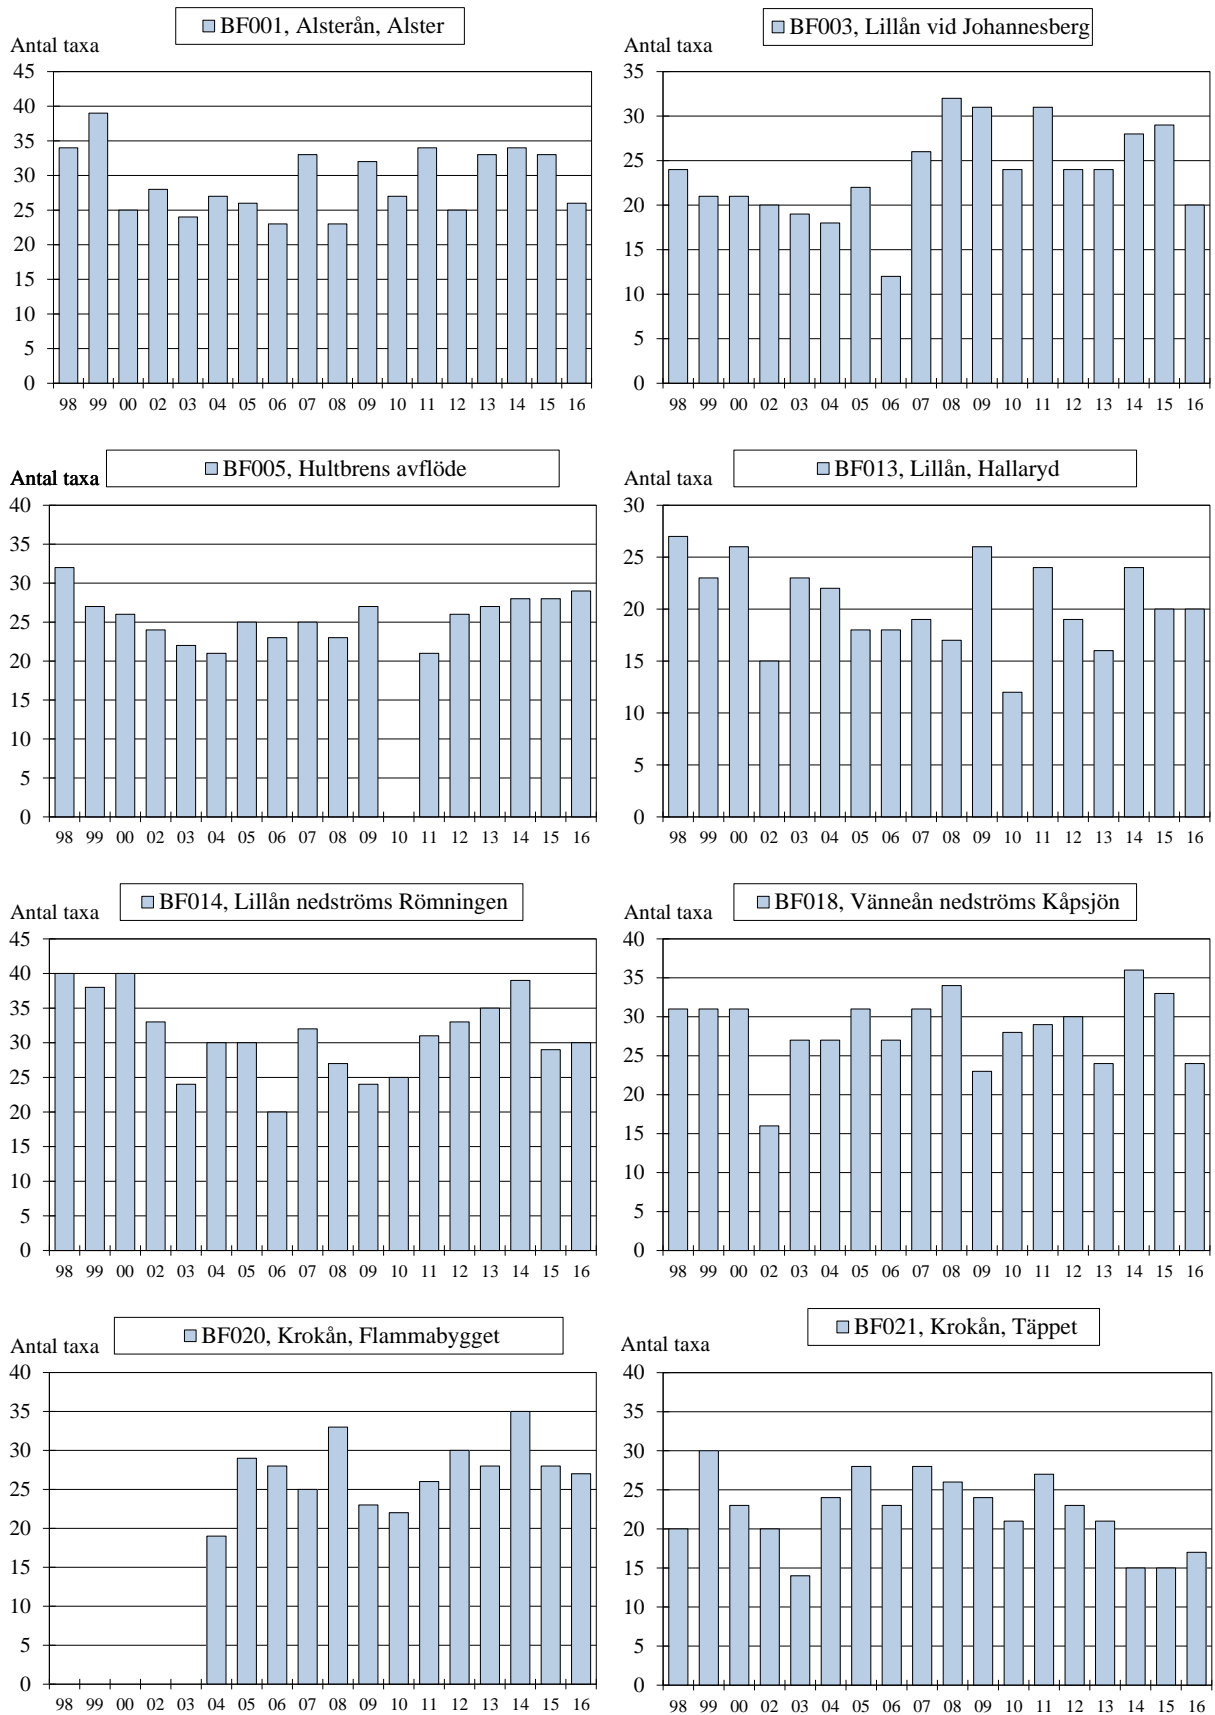 BF001, Alsterån, Alster
Antal taxa
45
40
35
30
25
20
15
10
5
0
98 99 00 02 03 04 05 06 07 08 09 10 11 12 13 14 15 16
BF003, Lillån vid Johannesberg
Antal taxa
35
30
25
20
15
10
5
0
98 99 00 02 03 04 05 06 07 08 09 10 11 12 13 14 15 16
BF005, Hultbrens avflöde
Antal taxa
40
35
30
25
20
15
10
5
0
98 99 00 02 03 04 05 06 07 08 09 10 11 12 13 14 15 16
BF013, Lillån, Hallaryd
Antal taxa
30
25
20
15
10
5
0
98 99 00 02 03 04 05 06 07 08 09 10 11 12 13 14 15 16
BF014, Lillån nedströms Römningen
Antal taxa
45
40
35
30
25
20
15
10
5
0
98 99 00 02 03 04 05 06 07 08 09 10 11 12 13 14 15 16
BF018, Vänneån nedströms Kåpsjön
Antal taxa
40
35
30
25
20
15
10
5
0
98 99 00 02 03 04 05 06 07 08 09 10 11 12 13 14 15 16
BF020, Krokån, Flammabygget
Antal taxa
40
35
30
25
20
15
10
5
0
98 99 00 02 03 04 05 06 07 08 09 10 11 12 13 14 15 16
BF021, Krokån, Täppet
Antal taxa
40
35
30
25
20
15
10
5
0
98 99 00 02 03 04 05 06 07 08 09 10 11 12 13 14 15 16